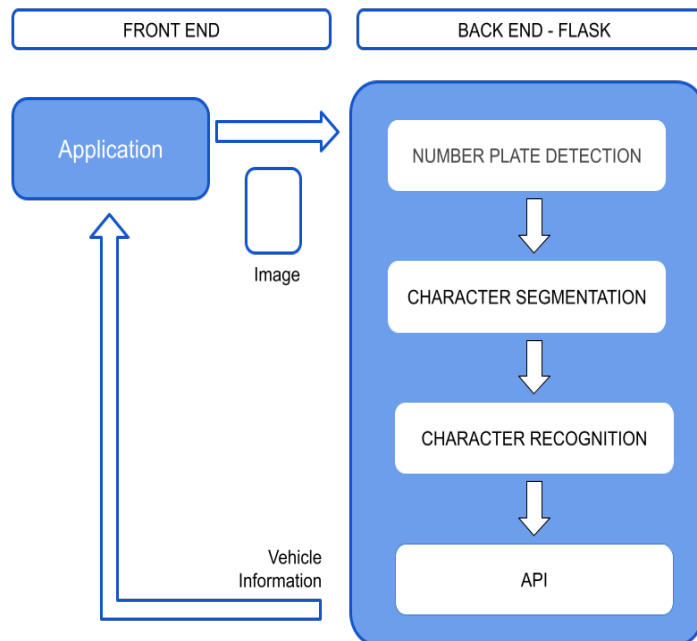 FRONT END
BACK END - FLASK
Application
Image
NUMBER PLATE DETECTION
CHARACTER SEGMENTATION
CHARACTER RECOGNITION
API
Vehicle
Information